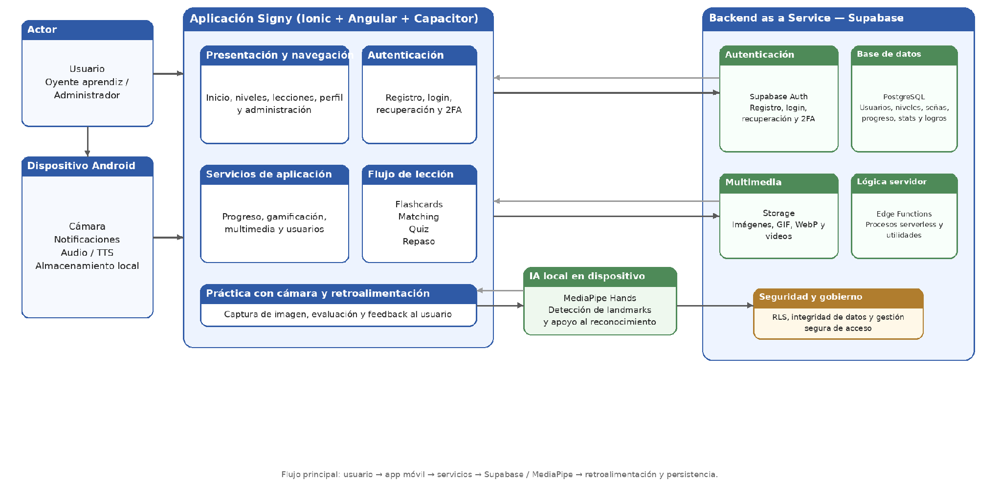 Actor
Usuario
Oyente aprendiz /
Administrador
Dispositivo Android
Cámara
Notificaciones
Audio / TTS
Almacenamiento local
Aplicación Signy (Ionic + Angular + Capacitor)
Presentación y navegación
Inicio, niveles, lecciones, perfil
y administración
Autenticación
Registro, login,
recuperación y 2FA
Servicios de aplicación
Progreso, gamificación,
multimedia y usuarios
Flujo de lección
Flashcards
Matching
Quiz
Repaso
Práctica con cámara y retroalimentación
Captura de imagen, evaluación y feedback al usuario
IA local en dispositivo
MediaPipe Hands
Detección de landmarks
y apoyo al reconocimiento
Backend as a Service — Supabase
Autenticación
Supabase Auth
Registro, login,
recuperación y 2FA
Base de datos
PostgreSQL
Usuarios, niveles, señas,
progreso, stats y logros
Multimedia
Storage
Imágenes, GIF, WebP y
videos
Lógica servidor
Edge Functions
Procesos serverless y
utilidades
Seguridad y gobierno
RLS, integridad de datos y gestión
segura de acceso
Flujo principal: usuario → app móvil → servicios → Supabase / MediaPipe → retroalimentación y persistencia.